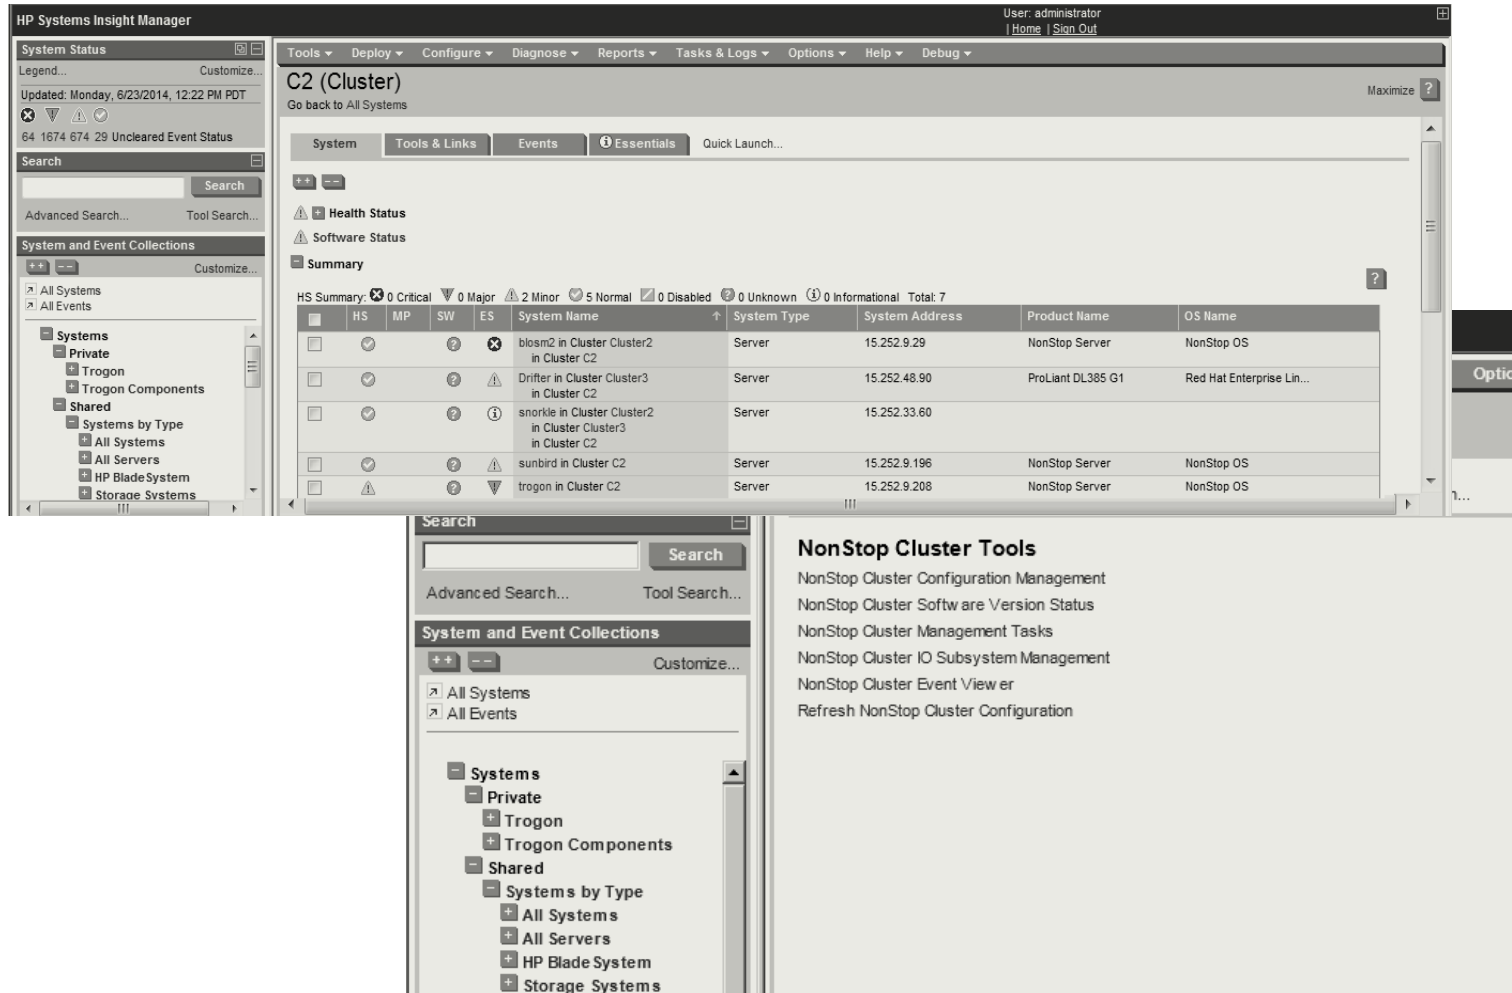 HP Systems Insight Manager
User: administrator
| Home | Sign Out
System Status
Legend...
Customize...
Updated: Monday, 6/23/2014, 12:22 PM PDT
64 1674 674 29 Uncleared Event Status
Search
Search
Advanced Search...
Tool Search...
System and Event Collections
++ --
Customize...
All Systems
All Events
Systems
Private
Trogon
Trogon Components
Shared
Systems by Type
All Systems
All Servers
HP BladeSystem
Storage Systems
Tools Deploy Configure Diagnose Reports Tasks & Logs Options Help Debug
C2 (Cluster)
Go back to All Systems
Maximize ?
System Tools & Links Events Essentials Quick Launch...
++ --
Health Status
Software Status
Summary
?
HS Summary: 0 Critical 0 Major 2 Minor 5 Normal 0 Disabled 0 Unknown 0 Informational Total: 7
HS MP SW ES System Name System Type System Address Product Name OS Name
blosm2 in Cluster Cluster2 Server 15.252.9.29 NonStop Server NonStop OS
in Cluster C2
Drifter in Cluster Cluster3 Server 15.252.48.90 ProLiant DL385 G1 Red Hat Enterprise Lin...
in Cluster C2
snorkle in Cluster Cluster2 Server 15.252.33.60
in Cluster Cluster3
in Cluster C2
sunbird in Cluster C2 Server 15.252.9.196 NonStop Server NonStop OS
trogon in Cluster C2 Server 15.252.9.208 NonStop Server NonStop OS
Search
Search
Advanced Search...
Tool Search...
System and Event Collections
++ --
Customize...
All Systems
All Events
Systems
Private
Trogon
Trogon Components
Shared
Systems by Type
All Systems
All Servers
HP BladeSystem
Storage Systems
NonStop Cluster Tools
NonStop Cluster Configuration Management
NonStop Cluster Software Version Status
NonStop Cluster Management Tasks
NonStop Cluster IO Subsystem Management
NonStop Cluster Event Viewer
Refresh NonStop Cluster Configuration